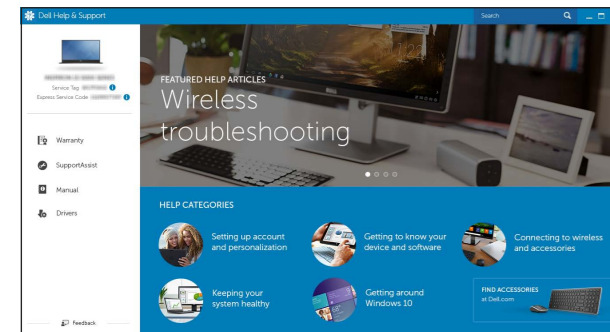 Dell Help & Support
Search
Service Tag
Express Service Code
Warranty
SupportAssist
Manual
Drivers
Feedback
FEATURED HELP ARTICLES
Wireless
troubleshooting
HELP CATEGORIES
Setting up account
and personalization
Getting to know your
device and software
Connecting to wireless
and accessories
Keeping your
system healthy
Getting around
Windows 10
FIND ACCESSORIES
at Dell.com